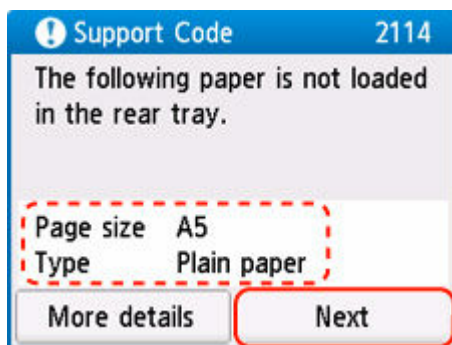 Support Code 2114
The following paper is not loaded
in the rear tray.
Page size A5
Type Plain paper
More details Next